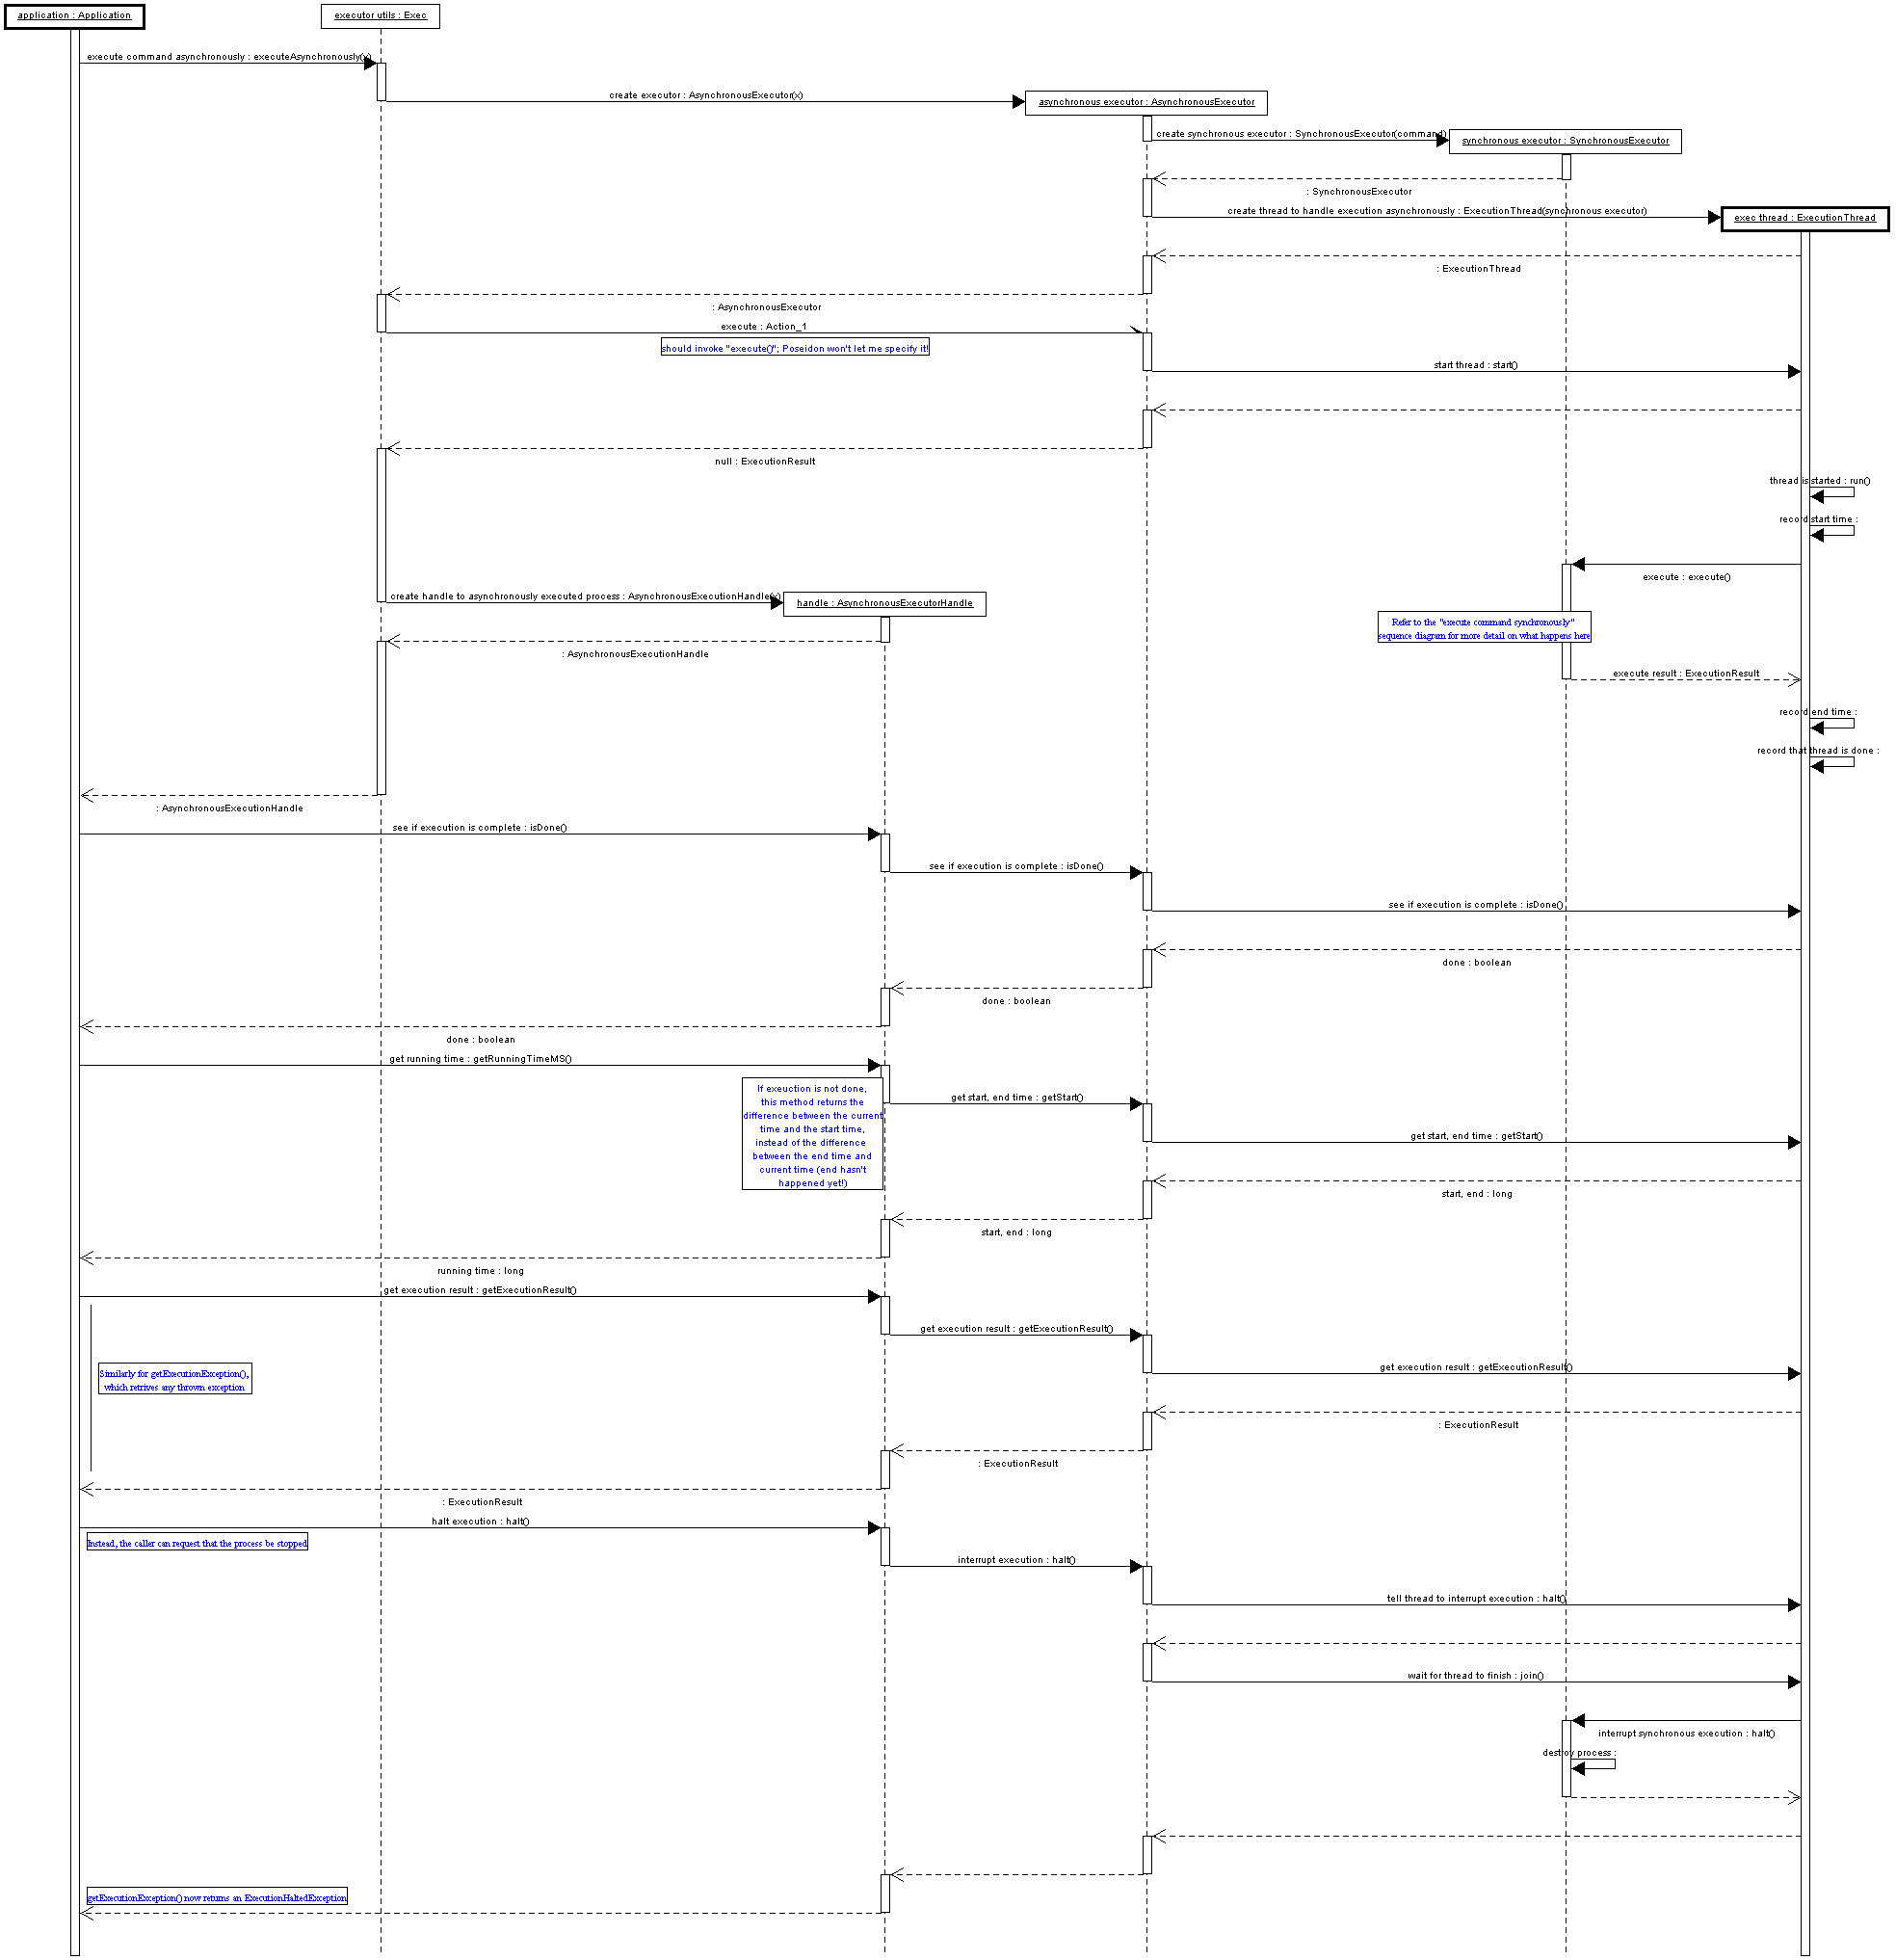 application : Application
executor utils : Exec
execute command asynchronously : executeAsynchronously(x)
create executor : AsynchronousExecutor(x)
asynchronous executor : AsynchronousExecutor
create synchronous executor : SynchronousExecutor(command)
synchronous executor : SynchronousExecutor
: SynchronousExecutor
create thread to handle execution asynchronously : ExecutionThread(synchronous executor)
exec thread : ExecutionThread
: ExecutionThread
: AsynchronousExecutor
execute : Action_1
should invoke "execute()"; Poseidon won't let me specify it!
start thread : start()
null : ExecutionResult
thread is started : run()
record start time :
execute : execute()
create handle to asynchronously executed process : AsynchronousExecutionHandle(x)
handle : AsynchronousExecutorHandle
Refer to the "execute command synchronously"
sequence diagram for more detail on what happens here
: AsynchronousExecutionHandle
execute result : ExecutionResult
record end time :
record that thread is done :
: AsynchronousExecutionHandle
see if execution is complete : isDone()
see if execution is complete : isDone()
see if execution is complete : isDone()
done : boolean
done : boolean
done : boolean
get running time : getRunningTimeMS()
If exeuction is not done,
this method returns the
difference between the current
time and the start time,
instead of the difference
between the end time and
current time (end hasn't
happened yet!)
get start, end time : getStart()
get start, end time : getStart()
start, end : long
start, end : long
running time : long
get execution result : getExecutionResult()
get execution result : getExecutionResult()
get execution result : getExecutionResult()
Similarly for getExecutionException(),
which retrives any thrown exception
: ExecutionResult
: ExecutionResult
: ExecutionResult
halt execution : halt()
Instead, the caller can request that the process be stopped
interrupt execution : halt()
tell thread to interrupt execution : halt()
wait for thread to finish : join()
interrupt synchronous execution : halt()
destroy process :
getExecutionException() now returns an ExecutionHaltedException